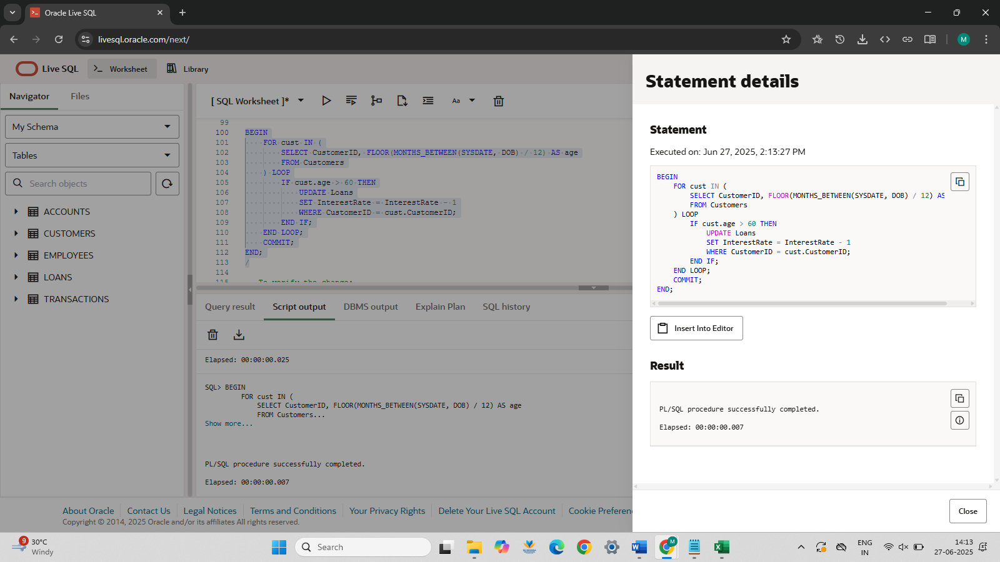 Oracle Live SQL
livesql.oracle.com/next/
M
Live SQL
Worksheet
Library
Navigator
Files
My Schema
Tables
Search objects
ACCOUNTS
CUSTOMERS
EMPLOYEES
LOANS
TRANSACTIONS
[ SQL Worksheet ]*
Aa
99
100 BEGIN
101 FOR cust IN (
102 SELECT CustomerID, FLOOR(MONTHS_BETWEEN(SYSDATE, DOB) / 12) AS age
103 FROM Customers
104 ) LOOP
105 IF cust.age > 60 THEN
106 UPDATE Loans
107 SET InterestRate = InterestRate - 1
108 WHERE CustomerID = cust.CustomerID;
109 END IF;
110 END LOOP;
111 COMMIT;
112 END;
113 /
114
115 To verify the change:
Query result
Script output
DBMS output
Explain Plan
SQL history
Elapsed: 00:00:00.025
SQL> BEGIN
FOR cust IN (
SELECT CustomerID, FLOOR(MONTHS_BETWEEN(SYSDATE, DOB) / 12) AS age
FROM Customers...
Show more...
PL/SQL procedure successfully completed.
Elapsed: 00:00:00.007
Statement details
Statement
Executed on: Jun 27, 2025, 2:13:27 PM
BEGIN
FOR cust IN (
SELECT CustomerID, FLOOR(MONTHS_BETWEEN(SYSDATE, DOB) / 12) AS
FROM Customers
) LOOP
IF cust.age > 60 THEN
UPDATE Loans
SET InterestRate = InterestRate - 1
WHERE CustomerID = cust.CustomerID;
END IF;
END LOOP;
COMMIT;
END;
Insert Into Editor
Result
PL/SQL procedure successfully completed.
Elapsed: 00:00:00.007
Close
About Oracle
Contact Us
Legal Notices
Terms and Conditions
Your Privacy Rights
Delete Your Live SQL Account
Cookie Preferen
Copyright © 2014, 2025 Oracle and/or its affiliates All rights reserved.
9
30°C
Windy
Search
M
ENG
IN
14:13
27-06-2025